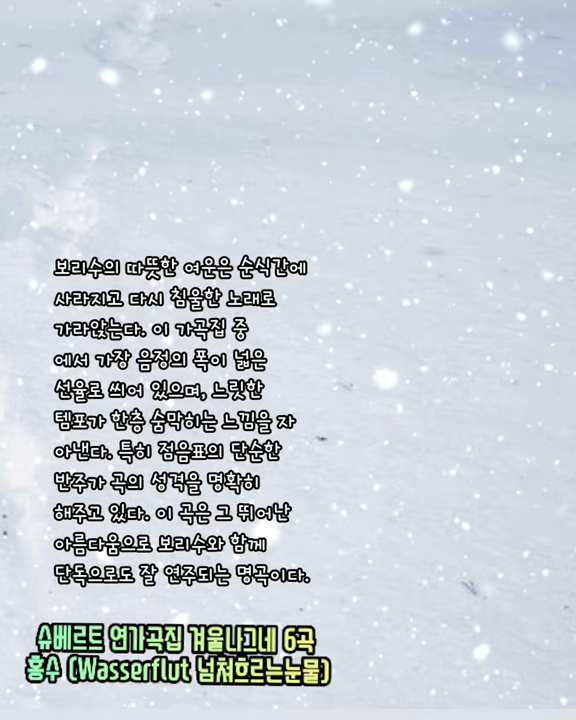 보리수의 따뜻한 여운은 순식간에
사라지고 다시 침울한 노래로
가라앉는다. 이 가곡집 중
에서 가장 음정의 폭이 넓은
선율로 씌어 있으며, 느릿한
템포가 한층 숨막히는 느낌을 자
아낸다. 특히 점음표의 단순한
반주가 곡의 성격을 명확히
해주고 있다. 이 곡은 그 뛰어난
아름다움으로 보리수와 함께
단독으로도 잘 연주되는 명곡이다.
슈베르트 연가곡집 겨울나그네 6곡
홍수 (Wasserflut 넘쳐흐르는눈물)